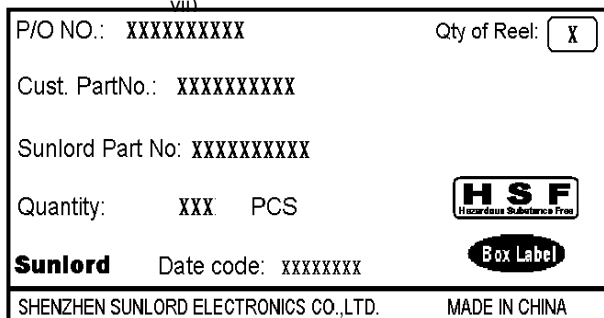 P/O NO.: XXXXXXXXXX Qty of Reel: X
Cust. PartNo.: XXXXXXXXXX
Sunlord Part No: XXXXXXXXXX
Quantity: XXX PCS
H S F
Hazardous Substance Free
Sunlord Date code: XXXXXXXX
Box Label
SHENZHEN SUNLORD ELECTRONICS CO.,LTD. MADE IN CHINA